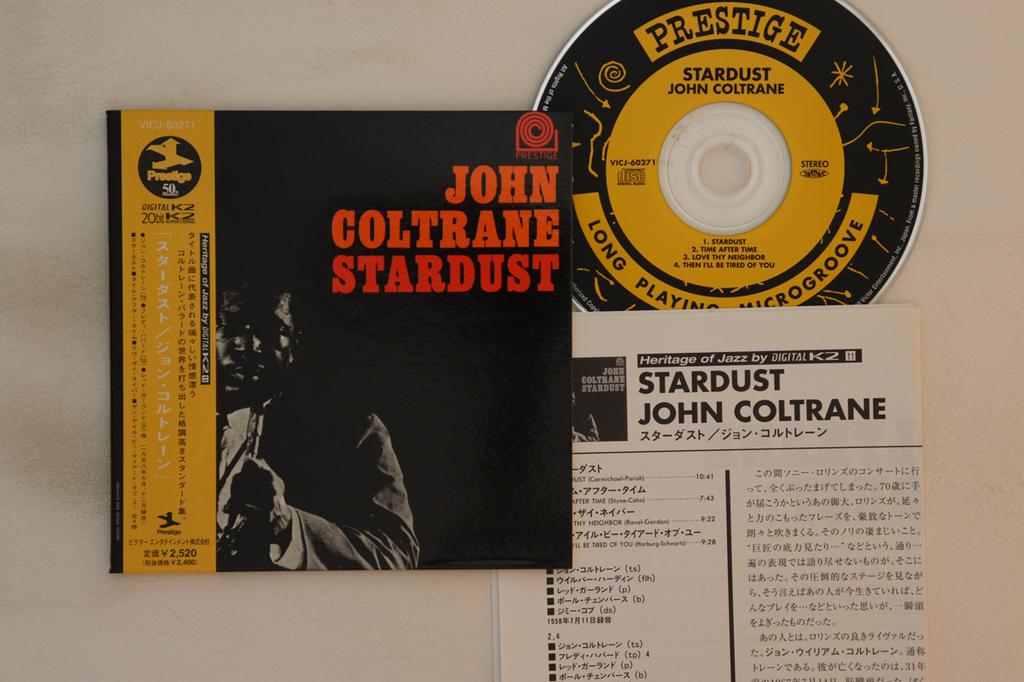 VICJ-60271
Prestige
50
DIGITAL K2
20bit K2
SUPER CODING
Heritage of Jazz by DIGITAL K2 11
タイトル曲に代表される瑞々しい情感漂う
コルトレーン・バラードの世界を打ち出した格調高きスタンダード集。
「スターダスト/ジョン・コルトレーン」
Prestige
ビクターエンタテインメント株式会社
定価￥2,520
(税抜価格￥2,400)
PRESTIGE
JOHN
COLTRANE
STARDUST
PRESTIGE
STARDUST
JOHN COLTRANE
VICJ-60271
COMPACT
disc
DIGITAL AUDIO
STEREO
1. STARDUST
2. TIME AFTER TIME
3. LOVE THY NEIGHBOR
4. THEN I'LL BE TIRED OF YOU
LONG PLAYING MICROGROOVE
JOHN
COLTRANE
STARDUST
Heritage of Jazz by DIGITAL K2 11
STARDUST
JOHN COLTRANE
スターダスト／ジョン・コルトレーン
ーダスト
DUST (Carmichael-Parish) 10:41
ム・アフター・タイム
AFTER TIME (Styne-Cahn) 7:43
・ザイ・ネイバー
THY NEIGHBOR (Revel-Gordon) 9:22
・アイル・ビー・タイアード・オブ・ユー
I'LL BE TIRED OF YOU (Harburg-Schwartz) 9:28
■ ジョン・コルトレーン (ts)
■ ウイルバー・ハーディン (flh)
■ レッド・ガーランド (p)
■ ポール・チェンバース (b)
■ ジミー・コブ (ds)
1958年7月11日録音
2,4
■ ジョン・コルトレーン (ts)
■ フレディ・ハバード (tp) 4
■ レッド・ガーランド (p)
■ ポール・チェンバース (b)
この間ソニー・ロリンズのコンサートに行
って、全くぶったまげてしまった。70歳に手
が届こうかというあの御大、ロリンズが、延々
と力のこもったフレーズを、豪放なトーンで
朗々と吹きまくる。そのノリの凄まじいこと。
“巨匠の底力見たり…”などという、通り一
遍の表現では語り尽せないものが、そこに
はあった。その圧倒的なステージを見なが
ら、そう言えばあの人が今生きていれば、ど
んなプレイを…などといった思いが、一瞬頭
をよぎったものだった。
あの人とは、ロリンズの良きライヴァルだっ
た、ジョン・ウイリアム・コルトレーン。通称
トレーンである。彼が亡くなったのは、31年